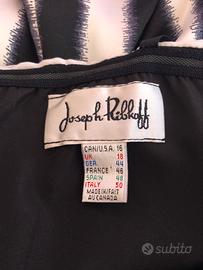 Joseph Ribkoff
CAN/U.S.A. 16
UK 18
GER. 44
FRANCE 46
SPAIN 48
ITALY 50
MADE IN/FAIT
AU CANADA
subito